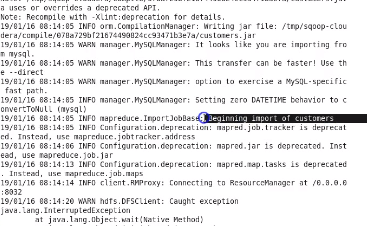 a uses or overrides a deprecated API.
Note: Recompile with -Xlint:deprecation for details.
19/01/16 08:14:05 INFO orm.CompilationManager: Writing jar file: /tmp/sqoop-clou
dera/compile/078a729bf21674490024cc93471b3e7a/customers.jar
19/01/16 08:14:05 WARN manager.MySQLManager: It looks like you are importing fro
m mysql.
19/01/16 08:14:05 WARN manager.MySQLManager: This transfer can be faster! Use th
e --direct
19/01/16 08:14:05 WARN manager.MySQLManager: option to exercise a MySQL-specific
 fast path.
19/01/16 08:14:05 INFO manager.MySQLManager: Setting zero DATETIME behavior to c
onvertToNull (mysql)
19/01/16 08:14:05 INFO mapreduce.ImportJobBase: Beginning import of customers
19/01/16 08:14:05 INFO Configuration.deprecation: mapred.job.tracker is deprecat
ed. Instead, use mapreduce.jobtracker.address
19/01/16 08:14:06 INFO Configuration.deprecation: mapred.jar is deprecated. Inst
ead, use mapreduce.job.jar
19/01/16 08:14:13 INFO Configuration.deprecation: mapred.map.tasks is deprecated
. Instead, use mapreduce.job.maps
19/01/16 08:14:14 INFO client.RMProxy: Connecting to ResourceManager at /0.0.0.0
:8032
19/01/16 08:14:20 WARN hdfs.DFSClient: Caught exception
java.lang.InterruptedException
at java.lang.Object.wait(Native Method)